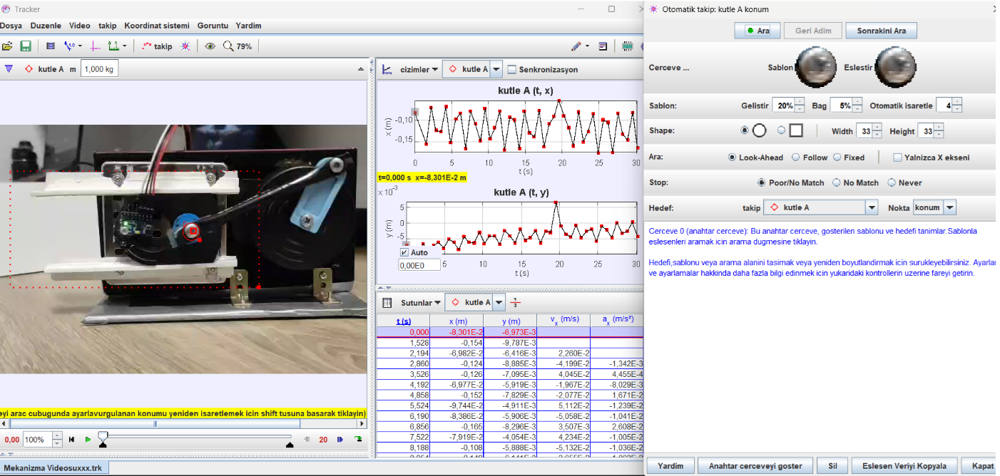 Tracker
Dosya Duzenle Video takip Koordinat sistemi Goruntu Yardim
takip 79%
kutle A m 1,000 kg
eyi arac cubugunda ayarlavurgulanan konumu yeniden isaretlemek icin shift tusuna basarak tiklayin)
0,00 100% 20
Mekanizma Videosuxxx.trk
cizimler kutle A Senkronizasyon
kutle A (t, x)
x (m)
-0,10
-0,15
0 5 10 15 20 25 30
t (s)
t=0,000 s x=-8,301E-2 m
x 10^-3
kutle A (t, y)
y (m)
5
0
-5
Auto
0,00E0
5 10 15 20 25 30
t (s)
Sutunlar kutle A
t (s) x (m) y (m) v_x (m/s) a_x (m/s²)
0,000 -8,301E-2 -6,973E-3
1,528 -0,154 -9,787E-3
2,194 -6,982E-2 -6,416E-3 2,260E-2
2,860 -0,124 -8,885E-3 -4,199E-2 -1,342E-3
3,526 -0,126 -7,095E-3 4,045E-2 4,455E-4
4,192 -6,977E-2 -5,919E-3 -1,967E-2 -8,029E-3
4,858 -0,152 -7,829E-3 -2,077E-2 1,671E-2
5,524 -9,744E-2 -4,911E-3 5,112E-2 -1,239E-2
6,190 -8,386E-2 -5,906E-3 -5,058E-2 -1,041E-2
6,856 -0,165 -8,296E-3 3,507E-3 2,608E-2
7,522 -7,919E-2 -4,054E-3 4,234E-2 -1,005E-2
8,188 -0,108 -5,888E-3 -5,132E-2 -1,036E-2
Otomatik takip: kutle A konum
Ara Geri Adim Sonrakini Ara
Cerceve ... Sablon Eslestir
Sablon: Gelistir 20% Bag 5% Otomatik isaretle 4
Shape: Width 33 Height 33
Ara: Look-Ahead Follow Fixed Yalnizca X ekseni
Stop: Poor/No Match No Match Never
Hedef: takip kutle A Nokta konum
Cerceve 0 (anahtar cerceve): Bu anahtar cerceve, gosterilen sablonu ve hedefi tanimlar.Sablonla
eslesenleri aramak icin arama dugmesine tiklayin.
Hedefi,sablonu veya arama alanini tasimak veya yeniden boyutlandirmak icin surukleyebilirsiniz. Ayarlar
ve ayarlamalar hakkinda daha fazla bilgi edinmek icin yukaridaki kontrollerin uzerine fareyi getirin.
Yardim Anahtar cerceveyi goster Sil Eslesen Veriyi Kopyala Kapat